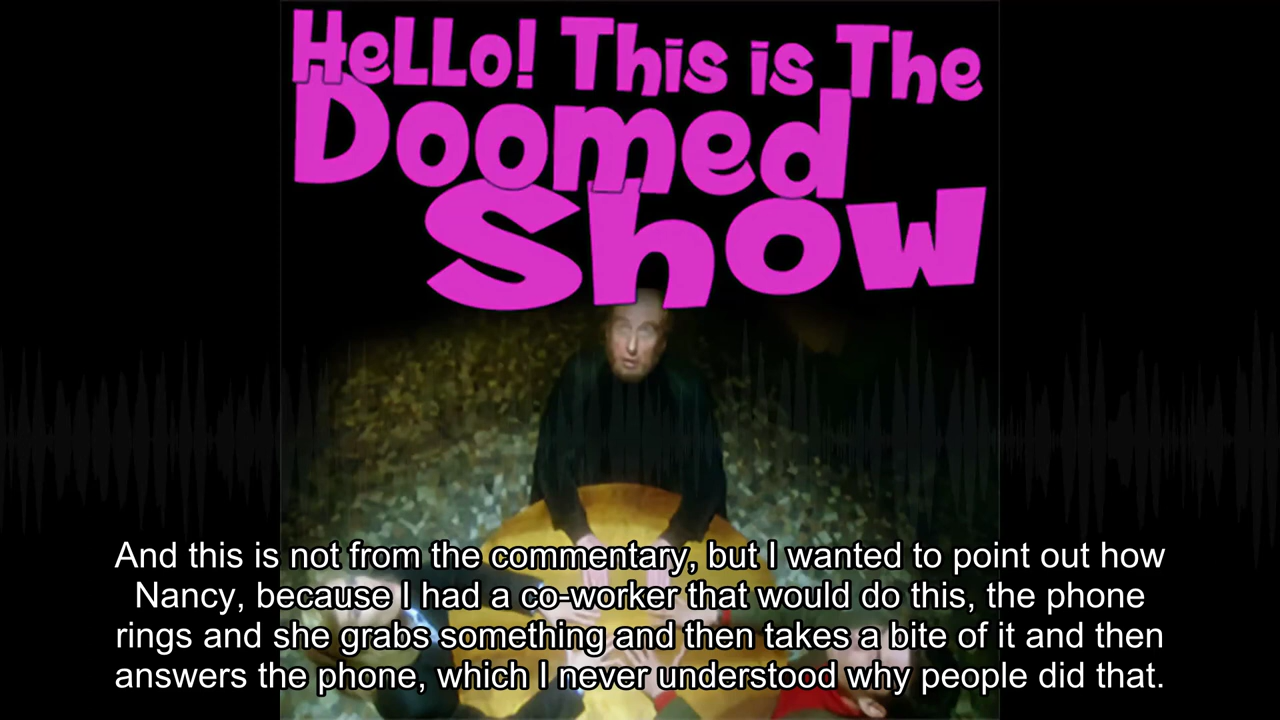 HeLLo! This is The
Doomed
Show
And this is not from the commentary, but I wanted to point out how
Nancy, because I had a co-worker that would do this, the phone
rings and she grabs something and then takes a bite of it and then
answers the phone, which I never understood why people did that.